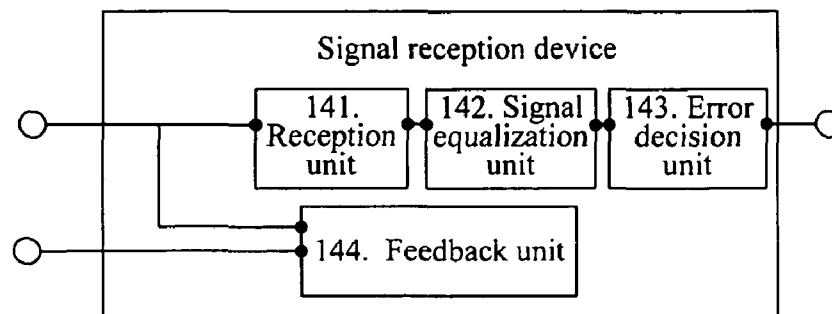 Signal reception device
141.
Reception
unit
142. Signal
equalization
unit
143. Error
decision
unit
144. Feedback unit